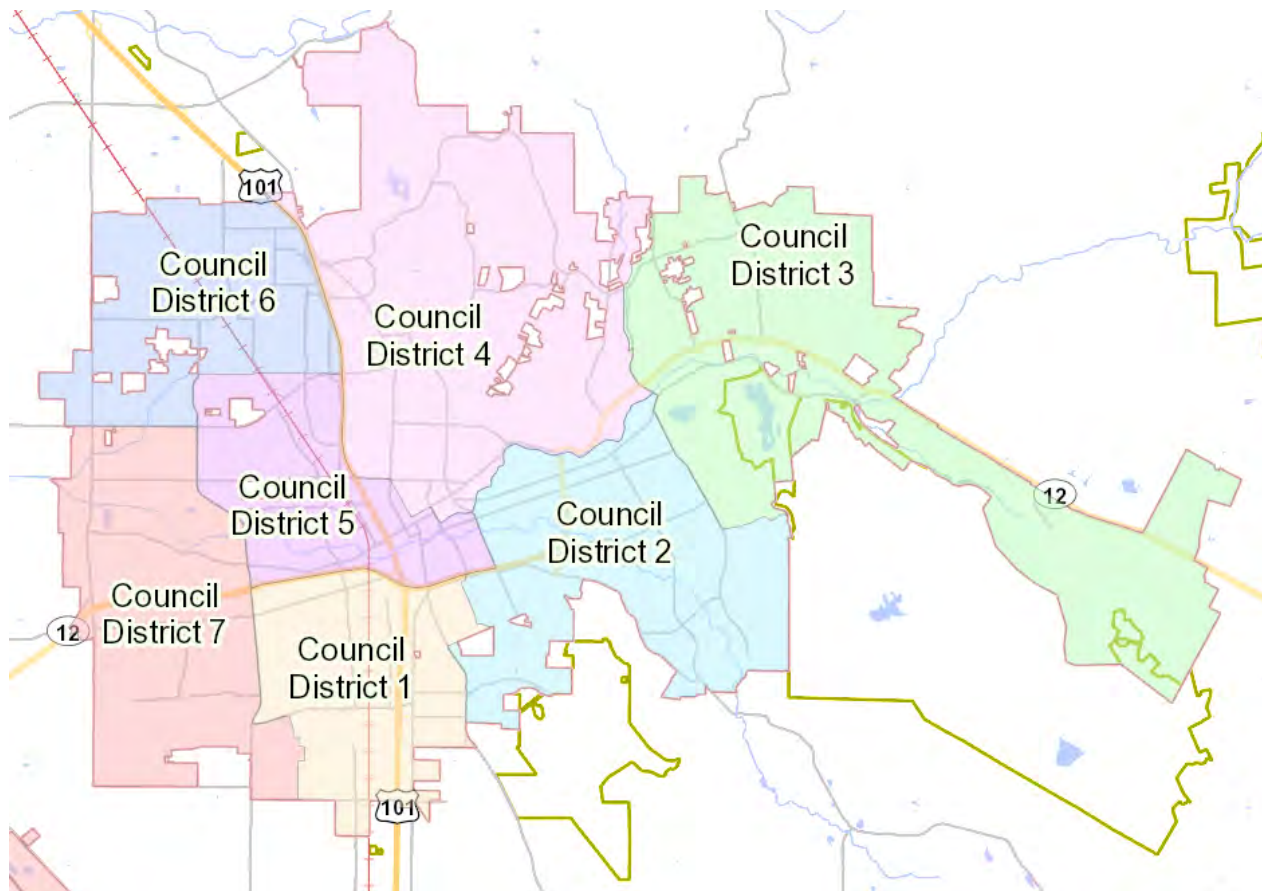 101
Council
District 3
Council
District 6
Council
District 4
12
Council
District 5
Council
District 2
Council
District 7
12
Council
District 1
101